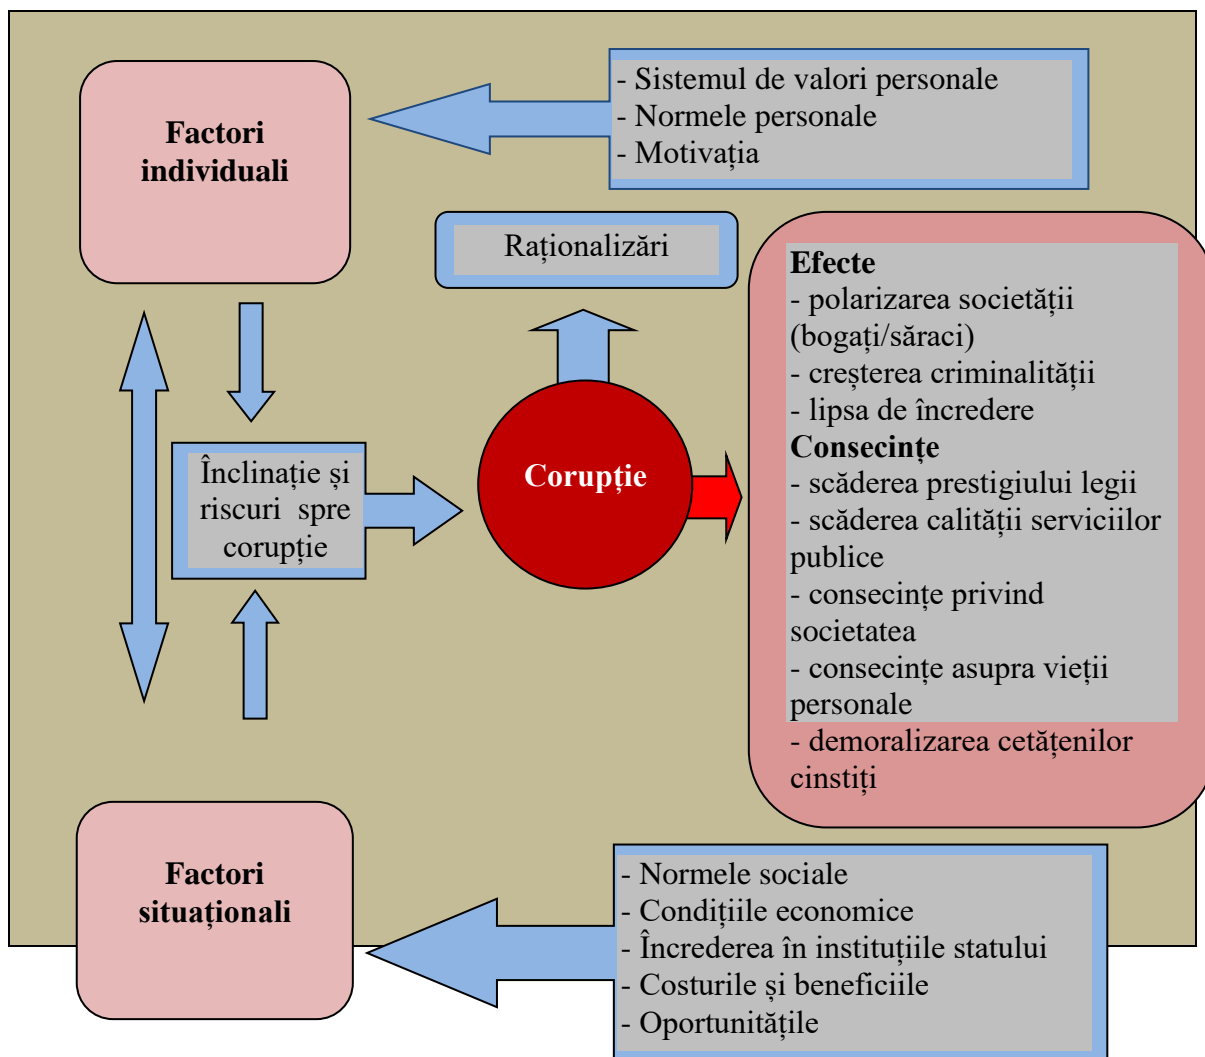 Factori
individuali
- Sistemul de valori personale
- Normele personale
- Motivația
Raționalizări
Înclinație și
riscuri spre
corupție
Corupție
Efecte
- polarizarea societății
(bogați/săraci)
- creșterea criminalității
- lipsa de încredere
Consecințe
- scăderea prestigiului legii
- scăderea calității serviciilor
publice
- consecințe privind
societatea
- consecințe asupra vieții
personale
- demoralizarea cetățenilor
cinstiți
Factori
situaționali
- Normele sociale
- Condițiile economice
- Încrederea în instituțiile statului
- Costurile și beneficiile
- Oportunitățile